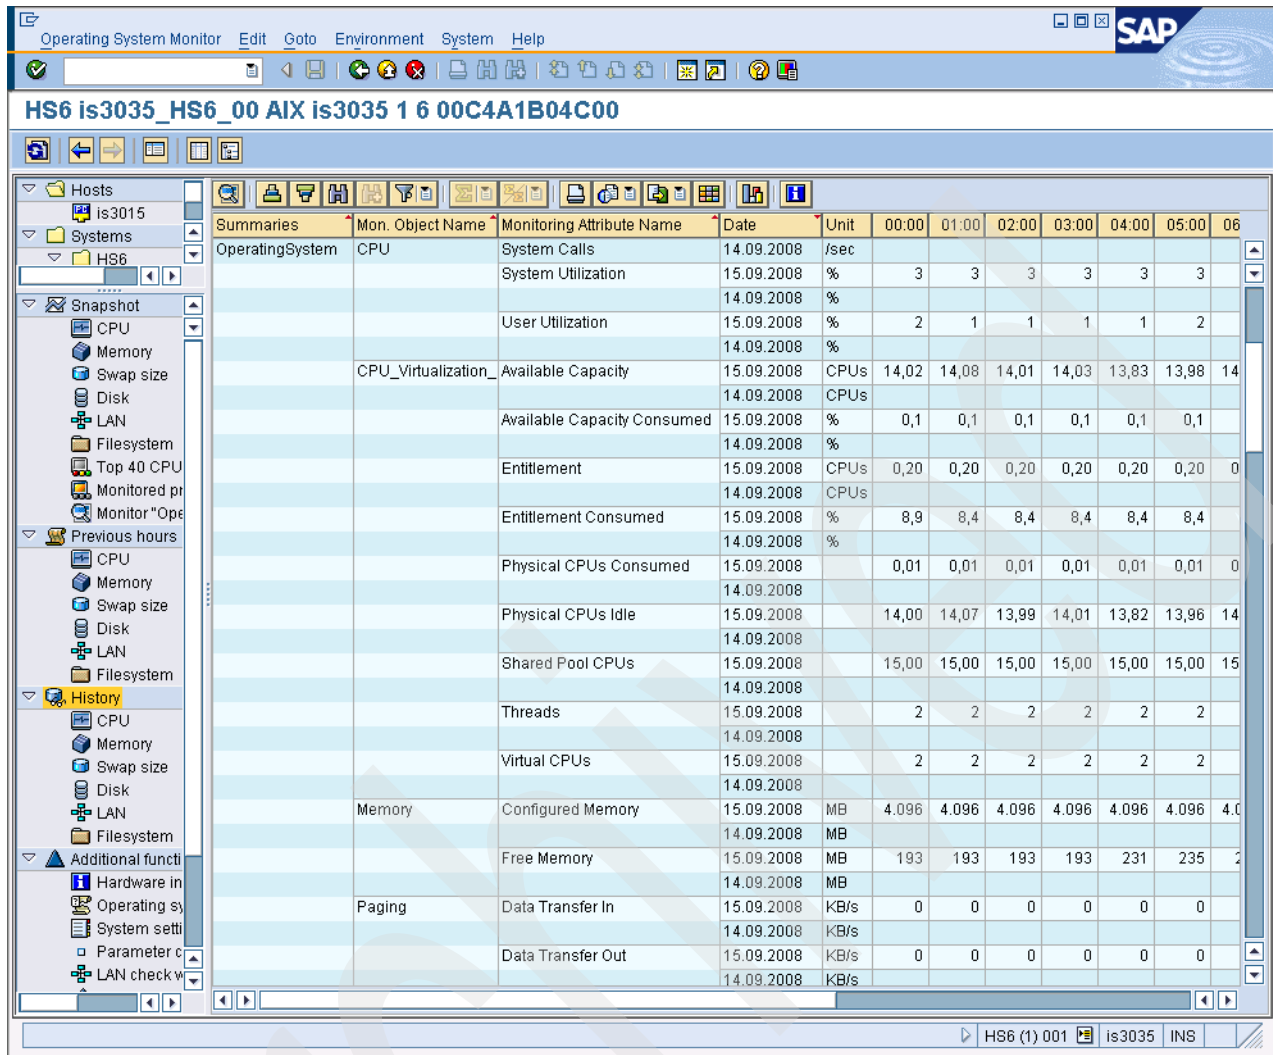 Operating System Monitor Edit Goto Environment System Help
SAP
HS6 is3035_HS6_00 AIX is3035 1 6 00C4A1B04C00
Hosts
is3015
Systems
HS6
Snapshot
CPU
Memory
Swap size
Disk
LAN
Filesystem
Top 40 CPU
Monitored pr
Monitor "Ope
Previous hours
CPU
Memory
Swap size
Disk
LAN
Filesystem
History
CPU
Memory
Swap size
Disk
LAN
Filesystem
Additional functi
Hardware in
Operating sy
System setti
Parameter c
LAN check w
Summaries Mon. Object Name Monitoring Attribute Name Date Unit 00:00 01:00 02:00 03:00 04:00 05:00 06
OperatingSystem CPU System Calls 14.09.2008 /sec
System Utilization 15.09.2008 % 3 3 3 3 3 3
14.09.2008 %
User Utilization 15.09.2008 % 2 1 1 1 1 2
14.09.2008 %
CPU_Virtualization_ Available Capacity 15.09.2008 CPUs 14,02 14,08 14,01 14,03 13,83 13,98 14
14.09.2008 CPUs
Available Capacity Consumed 15.09.2008 % 0,1 0,1 0,1 0,1 0,1 0,1
14.09.2008 %
Entitlement 15.09.2008 CPUs 0,20 0,20 0,20 0,20 0,20 0,20 0
14.09.2008 CPUs
Entitlement Consumed 15.09.2008 % 8,9 8,4 8,4 8,4 8,4 8,4
14.09.2008 %
Physical CPUs Consumed 15.09.2008 0,01 0,01 0,01 0,01 0,01 0,01 0
14.09.2008
Physical CPUs Idle 15.09.2008 14,00 14,07 13,99 14,01 13,82 13,96 14
14.09.2008
Shared Pool CPUs 15.09.2008 15,00 15,00 15,00 15,00 15,00 15,00 15
14.09.2008
Threads 15.09.2008 2 2 2 2 2 2
14.09.2008
Virtual CPUs 15.09.2008 2 2 2 2 2 2
14.09.2008
Memory Configured Memory 15.09.2008 MB 4.096 4.096 4.096 4.096 4.096 4.096 4.0
14.09.2008 MB
Free Memory 15.09.2008 MB 193 193 193 193 231 235 2
14.09.2008 MB
Paging Data Transfer In 15.09.2008 KB/s 0 0 0 0 0 0
14.09.2008 KB/s
Data Transfer Out 15.09.2008 KB/s 0 0 0 0 0 0
14.09.2008 KB/s
HS6 (1) 001 is3035 INS